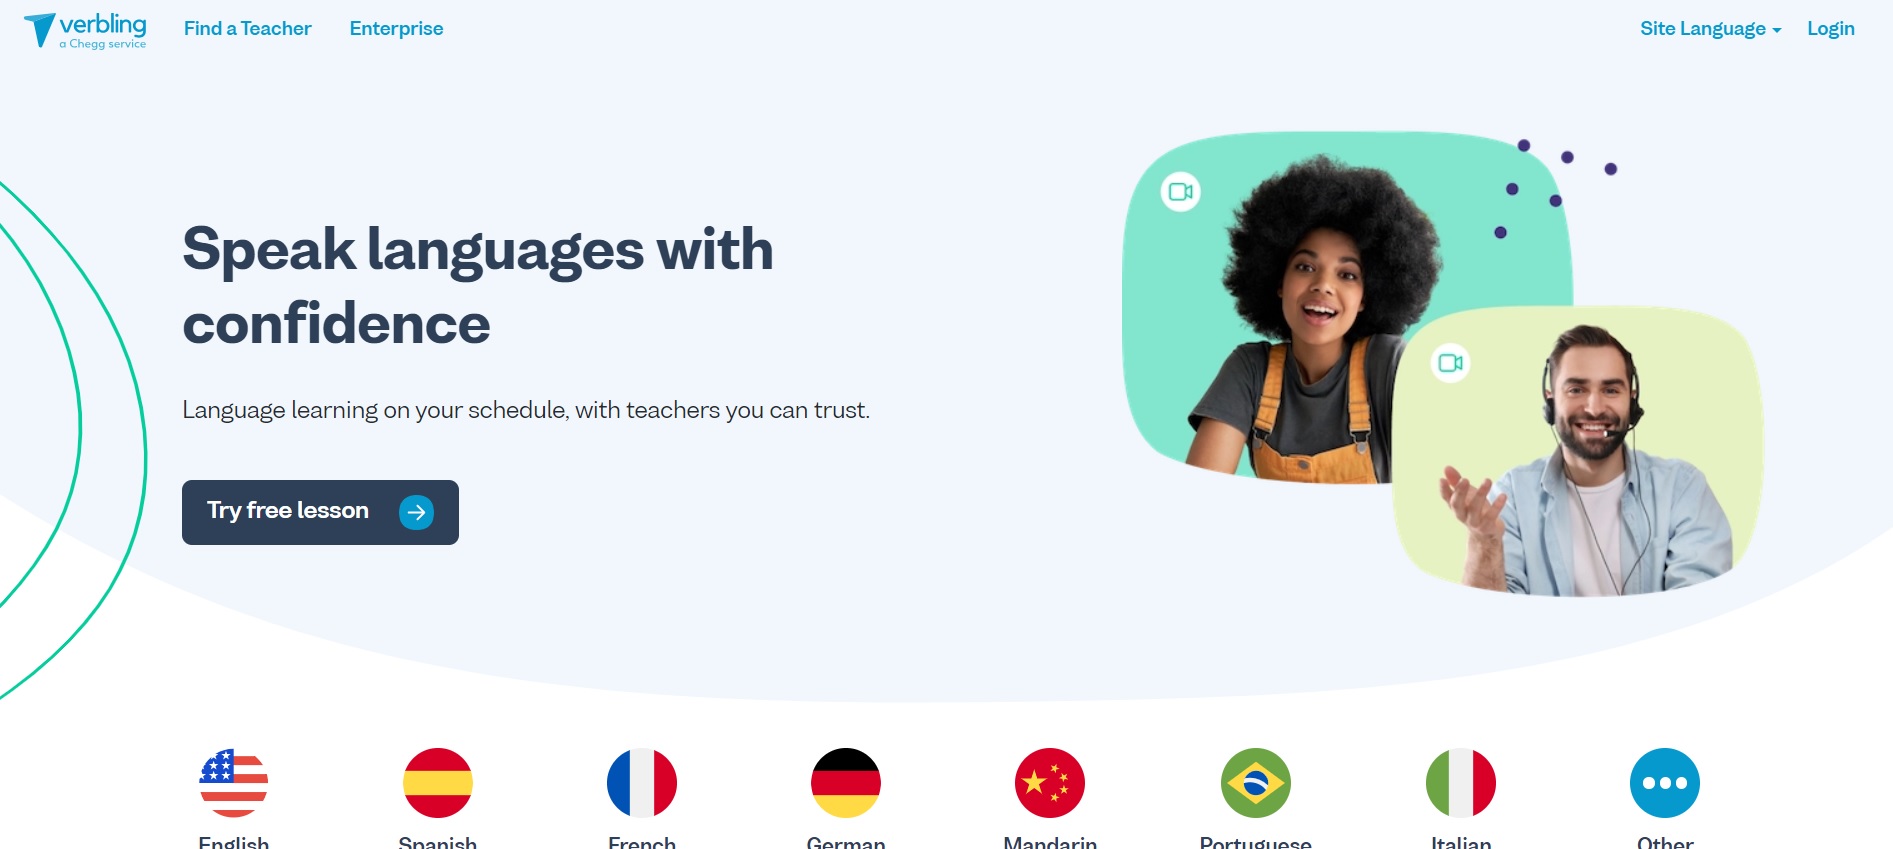 verbling
a Chegg service
Find a Teacher
Enterprise
Site Language
Login
Speak languages with
confidence
Language learning on your schedule, with teachers you can trust.
Try free lesson
English
Spanish
French
German
Mandarin
Portuguese
Italian
Other